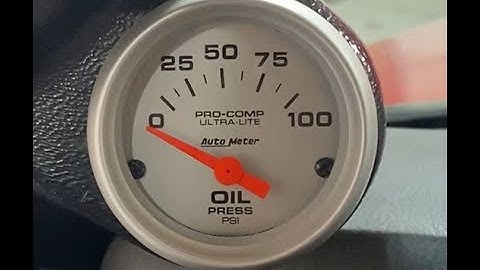 0 25 50 75 100
PRO-COMP
ULTRA-LITE
Auto Meter
OIL
PRESS
PSI